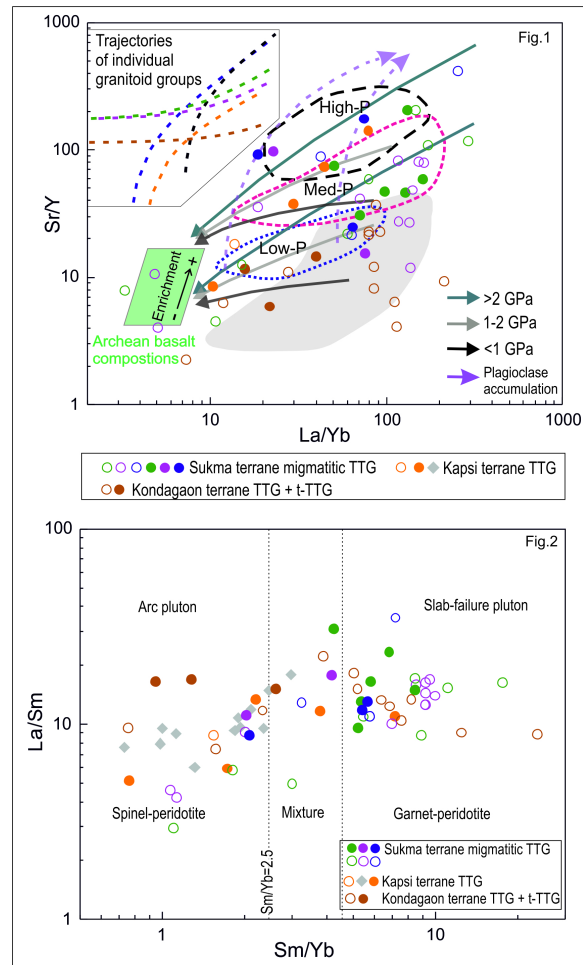 Fig.1
Trajectories
of individual
granitoid groups
High-P
Med-P
Low-P
Enrichment
- +
Archean basalt
compostions
>2 GPa
1-2 GPa
<1 GPa
Plagioclase
accumulation
Sr/Y
1000
100
10
1
1
10
100
1000
La/Yb
Sukma terrane migmatitic TTG
Kapsi terrane TTG
Kondagaon terrane TTG + t-TTG
Fig.2
Arc pluton
Slab-failure pluton
Spinel-peridotite
Mixture
Garnet-peridotite
Sm/Yb=2.5
Sukma terrane migmatitic TTG
Kapsi terrane TTG
Kondagaon terrane TTG + t-TTG
La/Sm
100
10
1
1
10
Sm/Yb